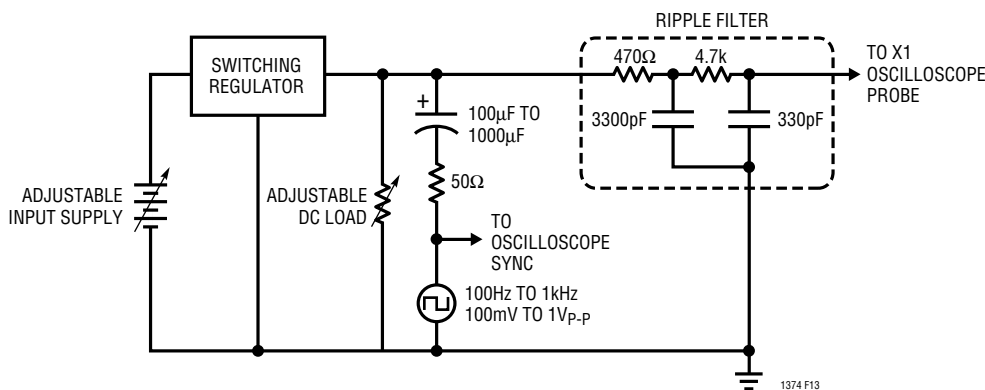 RIPPLE FILTER
SWITCHING
REGULATOR
470Ω
4.7k
TO X1
OSCILLOSCOPE
PROBE
+
100µF TO
1000µF
3300pF
330pF
50Ω
ADJUSTABLE
INPUT SUPPLY
ADJUSTABLE
DC LOAD
TO
OSCILLOSCOPE
SYNC
100Hz TO 1kHz
100mV TO 1VP-P
1374 F13